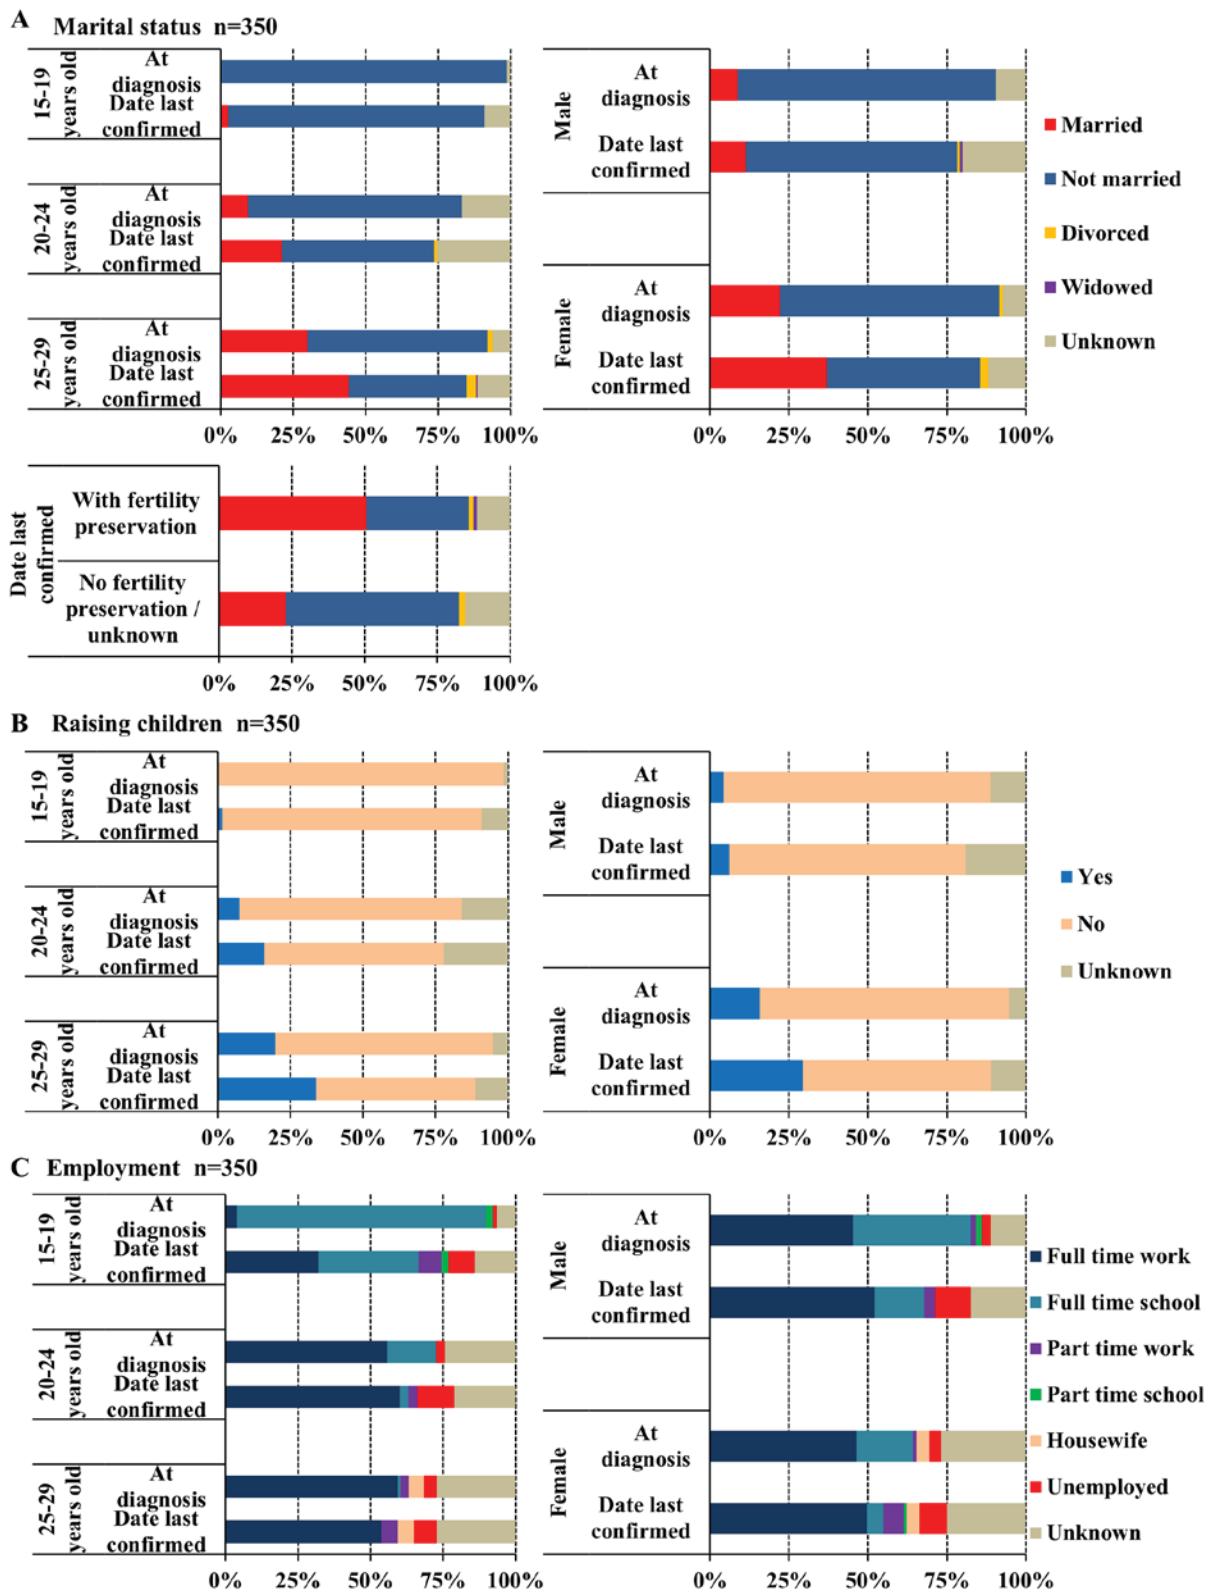 A Marital status n=350
15-19
years old
At
diagnosis
Date last
confirmed
20-24
years old
At
diagnosis
Date last
confirmed
25-29
years old
At
diagnosis
Date last
confirmed
0% 25% 50% 75% 100%
Male
At
diagnosis
Date last
confirmed
Female
At
diagnosis
Date last
confirmed
0% 25% 50% 75% 100%
Married
Not married
Divorced
Widowed
Unknown
Date last
confirmed
With fertility
preservation
No fertility
preservation /
unknown
0% 25% 50% 75% 100%
B Raising children n=350
15-19
years old
At
diagnosis
Date last
confirmed
20-24
years old
At
diagnosis
Date last
confirmed
25-29
years old
At
diagnosis
Date last
confirmed
0% 25% 50% 75% 100%
Male
At
diagnosis
Date last
confirmed
Female
At
diagnosis
Date last
confirmed
0% 25% 50% 75% 100%
Yes
No
Unknown
C Employment n=350
15-19
years old
At
diagnosis
Date last
confirmed
20-24
years old
At
diagnosis
Date last
confirmed
25-29
years old
At
diagnosis
Date last
confirmed
0% 25% 50% 75% 100%
Male
At
diagnosis
Date last
confirmed
Female
At
diagnosis
Date last
confirmed
0% 25% 50% 75% 100%
Full time work
Full time school
Part time work
Part time school
Housewife
Unemployed
Unknown